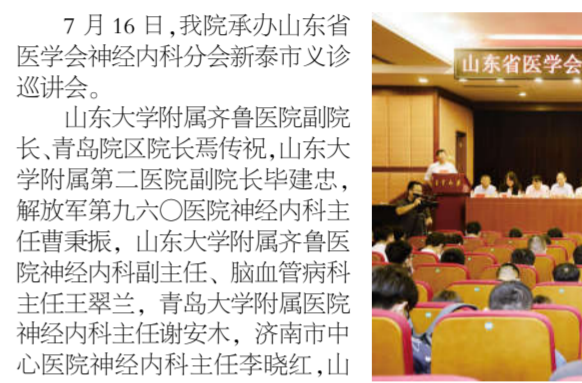 7 月 16 日，我院承办山东省
医学会神经内科分会新泰市义诊
巡讲会。
山东大学附属齐鲁医院副院
长、青岛院区院长焉传祝，山东大
学附属第二医院副院长毕建忠，
解放军第九六〇医院神经内科主
任曹秉振，山东大学附属齐鲁医
院神经内科副主任、脑血管病科
主任王翠兰，青岛大学附属医院
神经内科主任谢安木，济南市中
心医院神经内科主任李晓红，山
山东省医学会